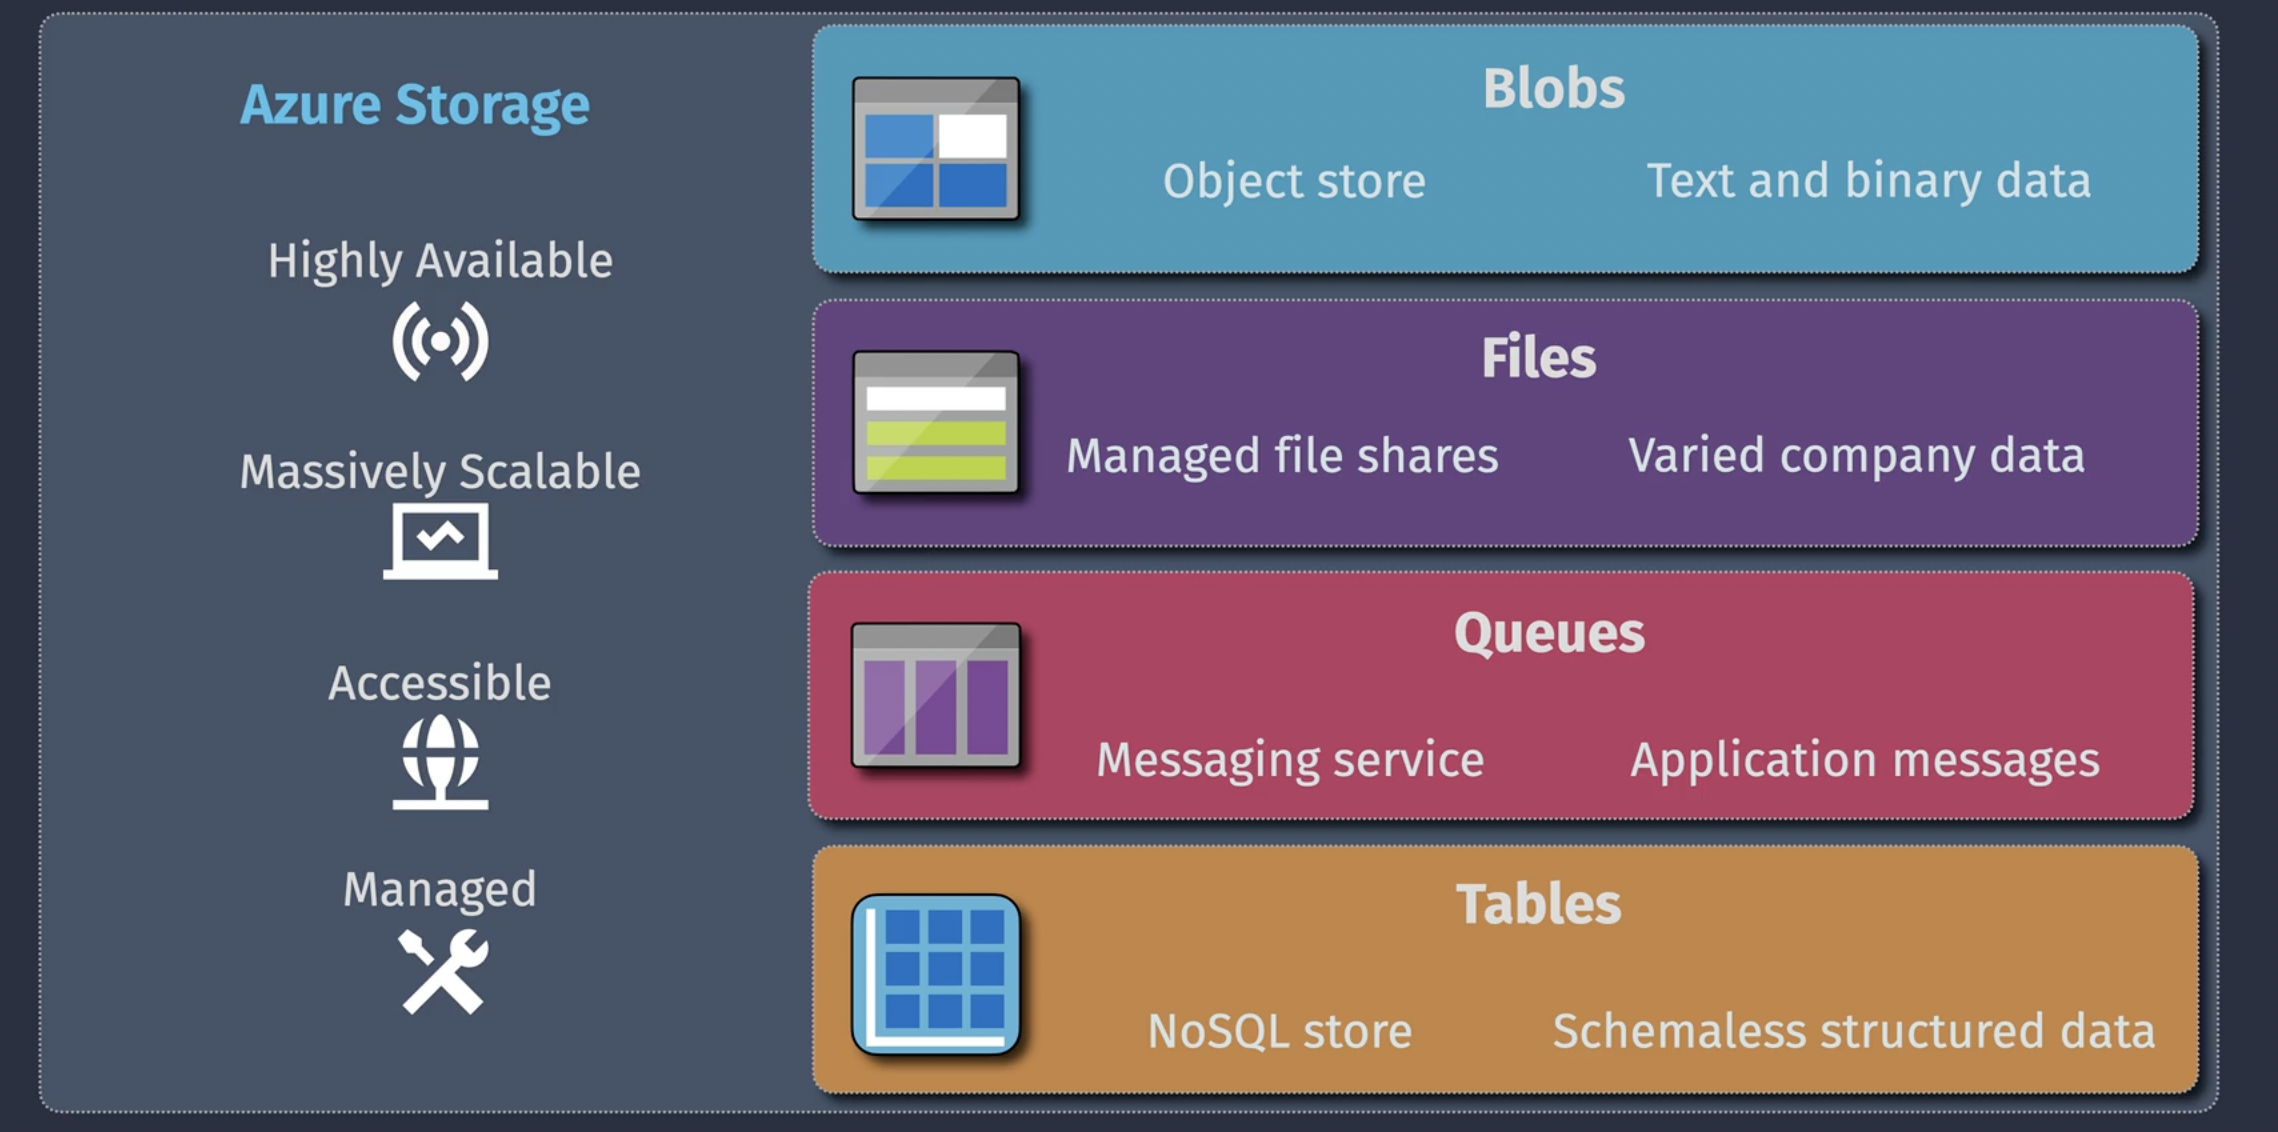 Azure Storage
Highly Available
Massively Scalable
Accessible
Managed
Blobs
Object store
Text and binary data
Files
Managed file shares
Varied company data
Queues
Messaging service
Application messages
Tables
NoSQL store
Schemaless structured data